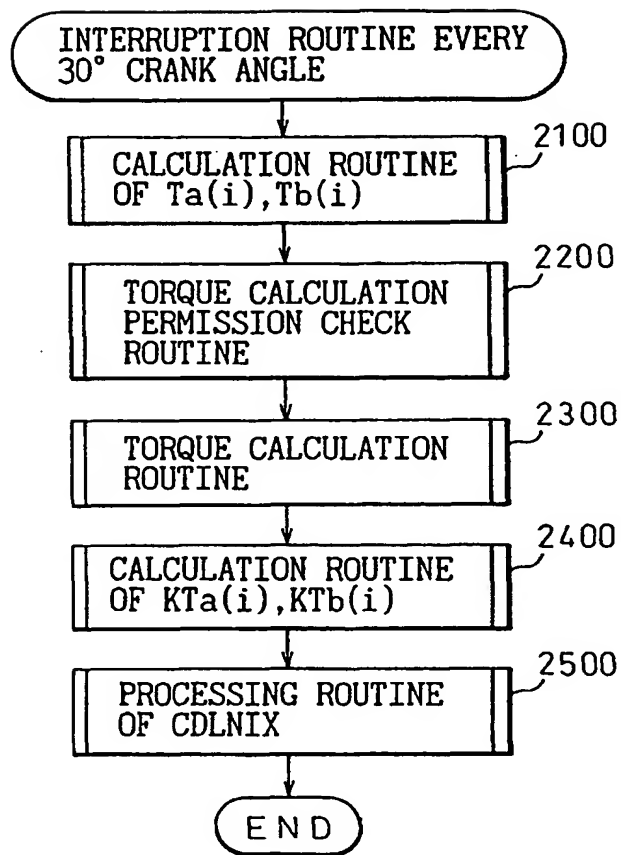 INTERRUPTION ROUTINE EVERY
30° CRANK ANGLE
2100
CALCULATION ROUTINE
OF Ta(i),Tb(i)
2200
TORQUE CALCULATION
PERMISSION CHECK
ROUTINE
2300
TORQUE CALCULATION
ROUTINE
2400
CALCULATION ROUTINE
OF KTa(i),KTb(i)
2500
PROCESSING ROUTINE
OF CDLNIX
END